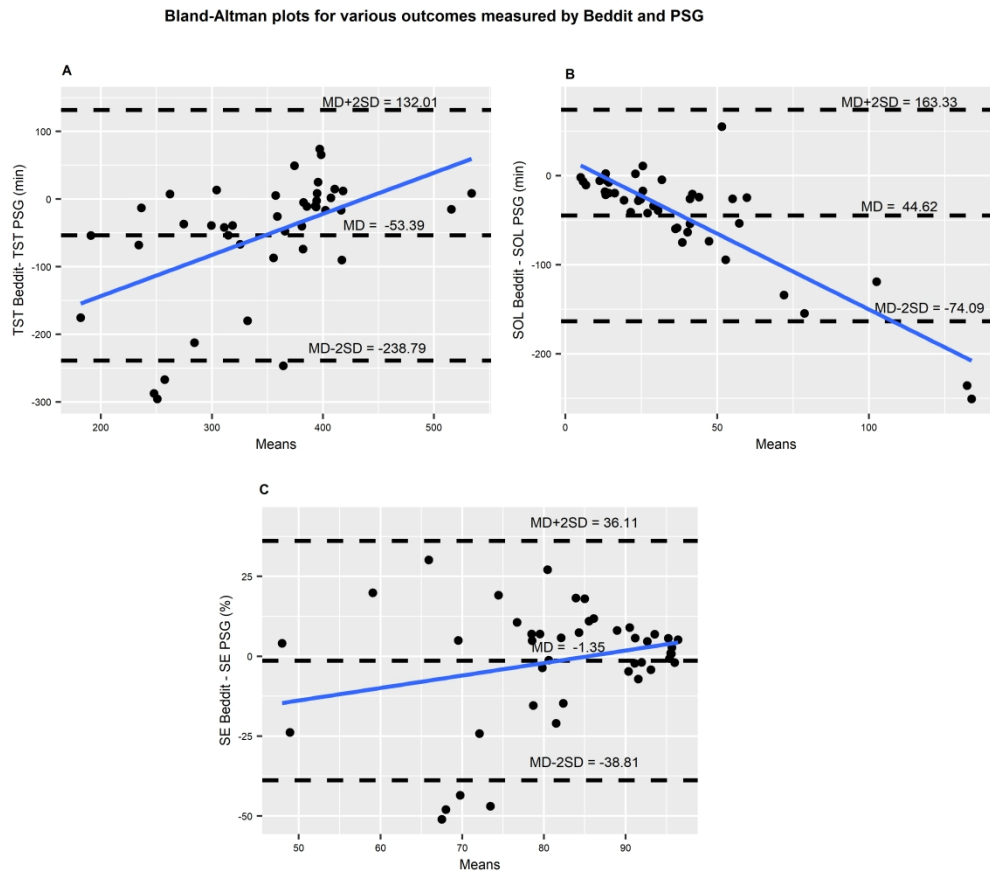 Bland-Altman plots for various outcomes measured by Beddit and PSG
A
TST Beddit- TST PSG (min)
100
0
-100
-200
-300
MD+2SD = 132.01
MD = -53.39
MD-2SD = -238.79
200 300 400 500
Means
B
SOL Beddit - SOL PSG (min)
0
-100
-200
MD+2SD = 163.33
MD = 44.62
MD-2SD = -74.09
0 50 100
Means
C
SE Beddit - SE PSG (%)
25
0
-25
-50
MD+2SD = 36.11
MD = -1.35
MD-2SD = -38.81
50 60 70 80 90
Means